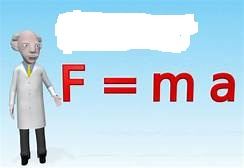 F = m a